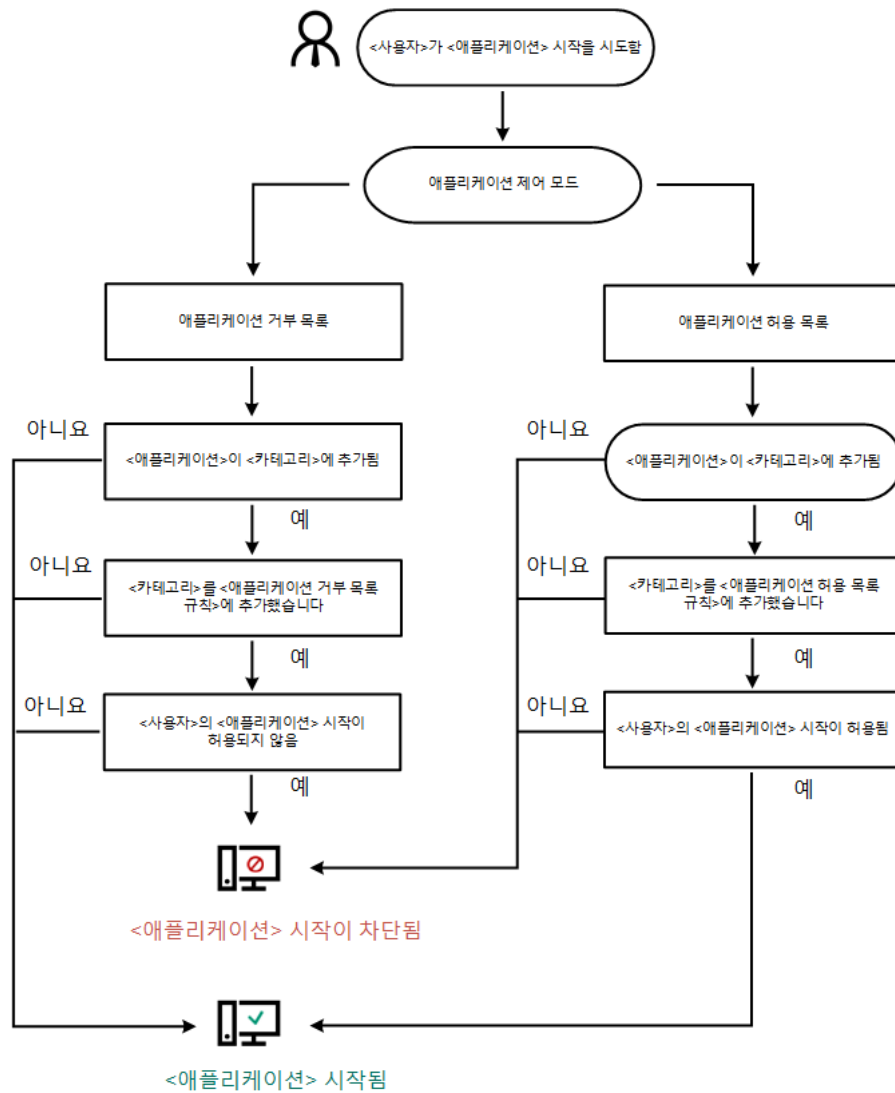 <사용자>가 <애플리케이션> 시작을 시도함
애플리케이션 제어 모드
애플리케이션 거부 목록
애플리케이션 허용 목록
아니요
<애플리케이션>이 <카테고리>에 추가됨
예
아니요
<애플리케이션>이 <카테고리>에 추가됨
예
아니요
<카테고리>를 <애플리케이션 거부 목록
규칙>에 추가했습니다
예
아니요
<카테고리>를 <애플리케이션 허용 목록
규칙>에 추가했습니다
예
아니요
<사용자>의 <애플리케이션> 시작이
허용되지 않음
예
아니요
<사용자>의 <애플리케이션> 시작이 허용됨
예
<애플리케이션> 시작이 차단됨
<애플리케이션> 시작됨